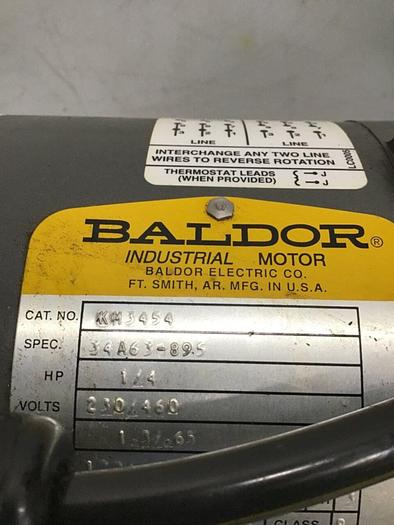 LINE LINE
INTERCHANGE ANY TWO LINE
WIRES TO REVERSE ROTATION
THERMOSTAT LEADS J
(WHEN PROVIDED) J
LC0005
BALDOR®
INDUSTRIAL MOTOR
BALDOR ELECTRIC CO.
FT. SMITH, AR. MFG. IN U.S.A.
CAT. NO. KM3454
SPEC. 34A63-895
HP 1/4
VOLTS 230/460
CLASS